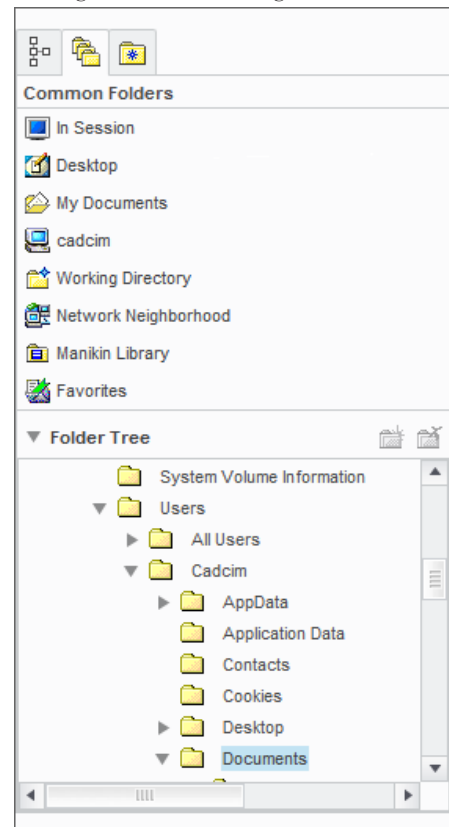 Common Folders
In Session
Desktop
My Documents
cadcim
Working Directory
Network Neighborhood
Manikin Library
Favorites
Folder Tree
System Volume Information
Users
All Users
Cadcim
AppData
Application Data
Contacts
Cookies
Desktop
Documents